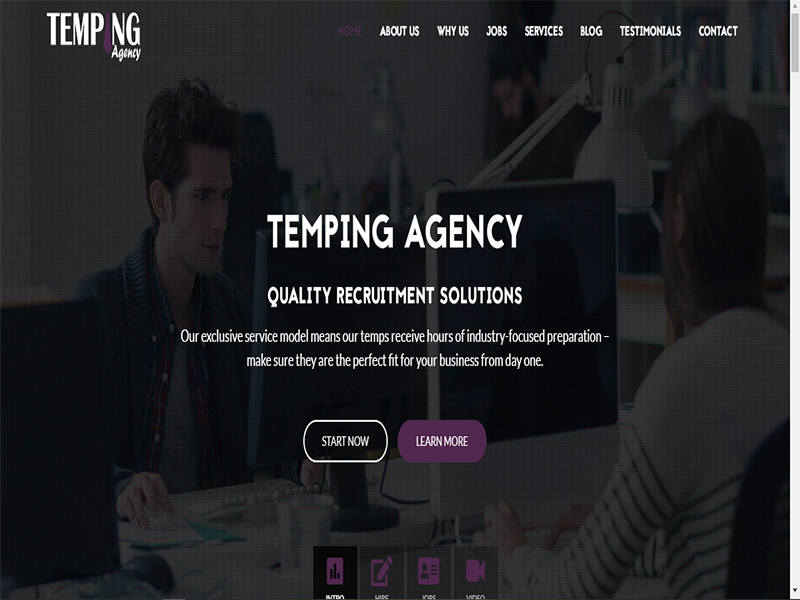 TEMPING
Agency
HOME ABOUT US WHY US JOBS SERVICES BLOG TESTIMONIALS CONTACT
TEMPING AGENCY
QUALITY RECRUITMENT SOLUTIONS
Our exclusive service model means our temps receive hours of industry-focused preparation –
make sure they are the perfect fit for your business from day one.
START NOW LEARN MORE
INTRO HIRE JOBS VIDEO